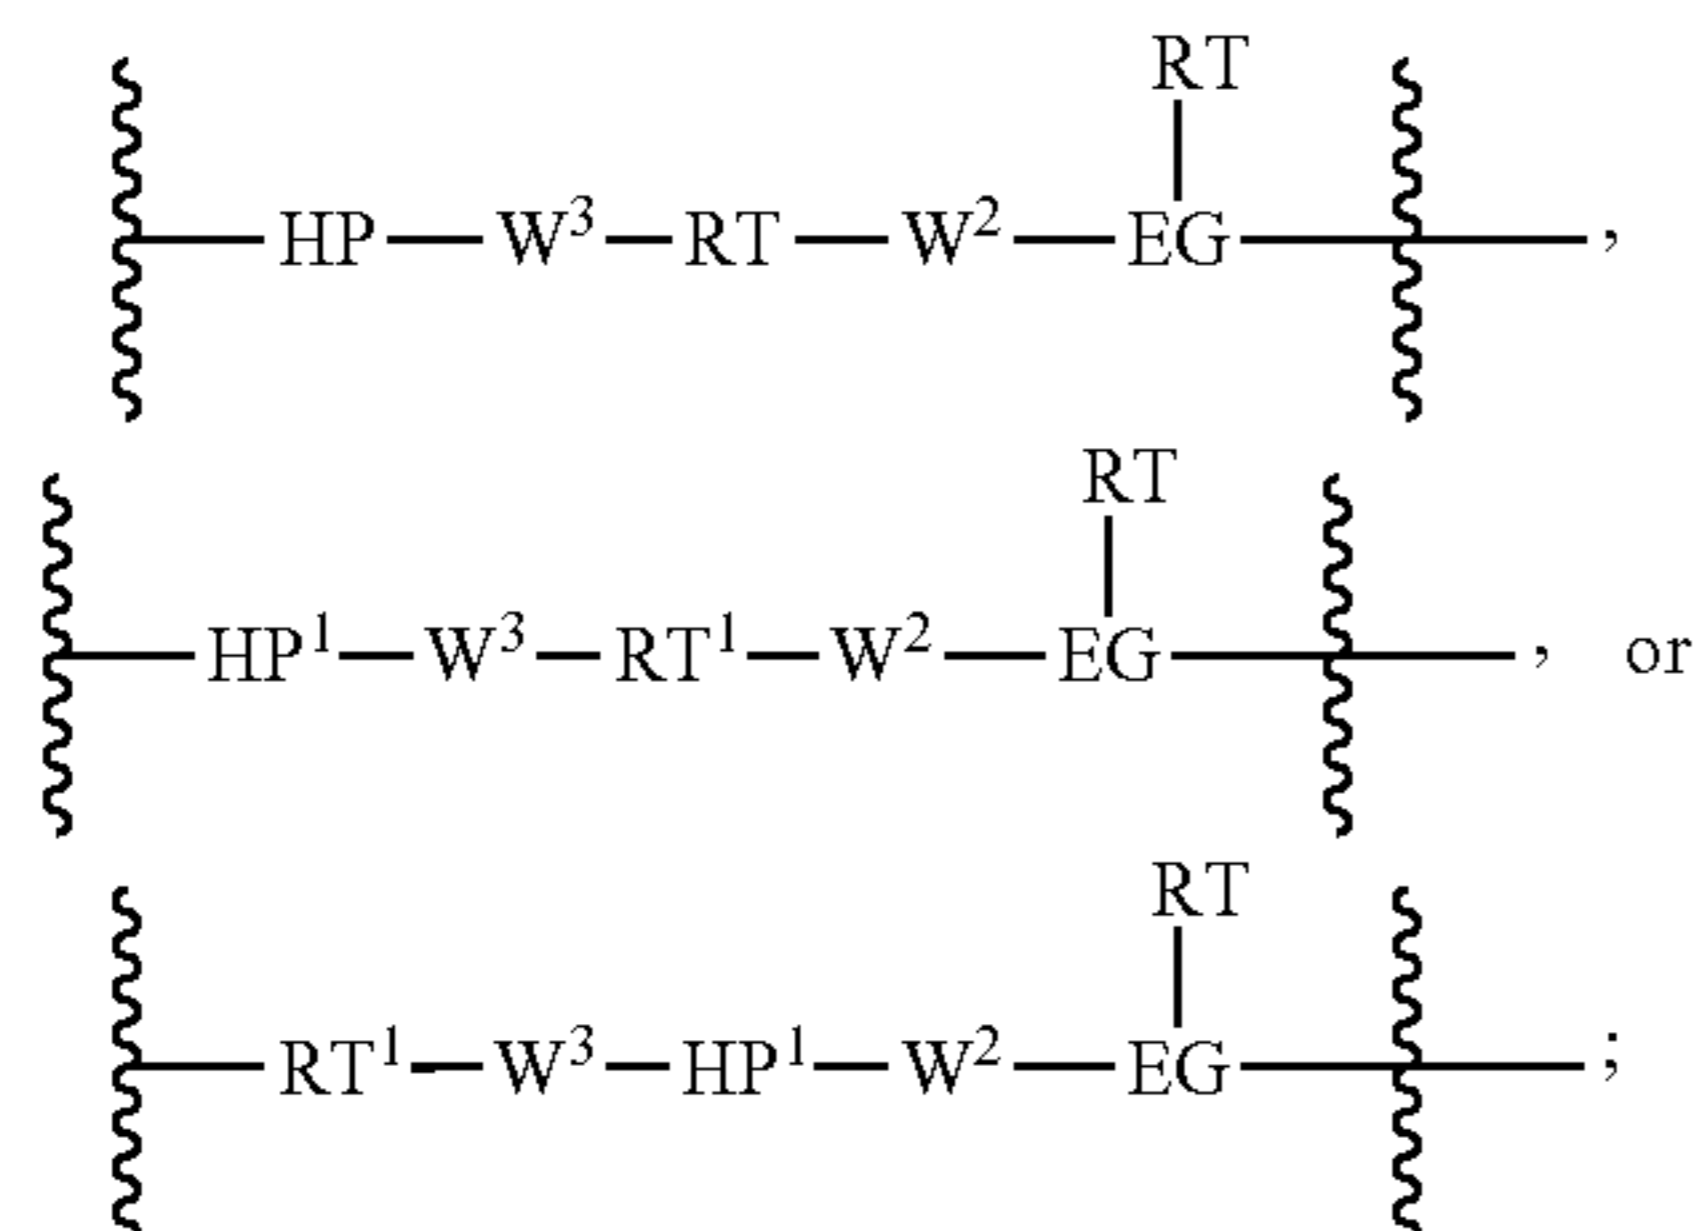 RT
HP—W³—RT—W²—EG ,
RT
HP¹—W³—RT¹—W²—EG , or
RT
RT¹—W³—HP¹—W²—EG ;